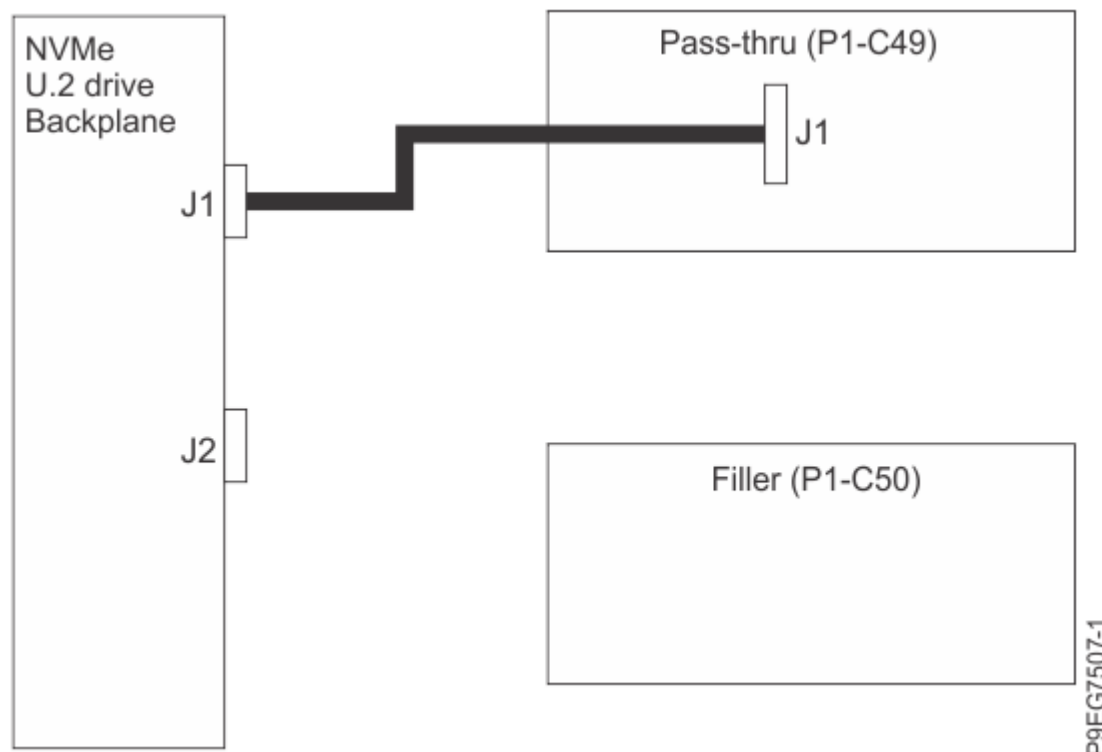 NVMe
U.2 drive
Backplane
Pass-thru (P1-C49)
J1
J1
J2
Filler (P1-C50)
P9EG7507-1